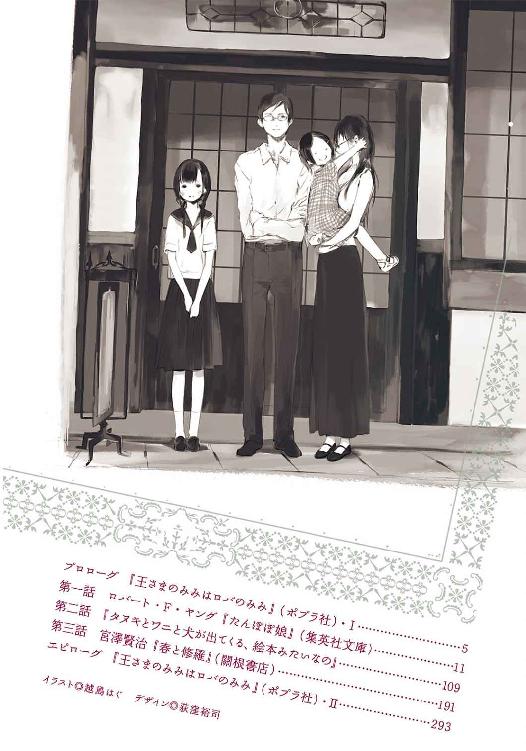 プロローグ 『王さまのみみはロバのみみ』(ポプラ社)・Ⅰ……………………5
第一話 ロバート・F・ヤング『たんぽぽ娘』(集英社文庫)……………………11
第二話 『タヌキとワニと犬が出てくる、絵本みたいなの』……………………109
第三話 宮澤賢治『春と修羅』(關根書店)……………………191
エピローグ 『王さまのみみはロバのみみ』(ポプラ社)・Ⅱ……………………293
イラスト◎越島はぐ デザイン◎荻窪裕司